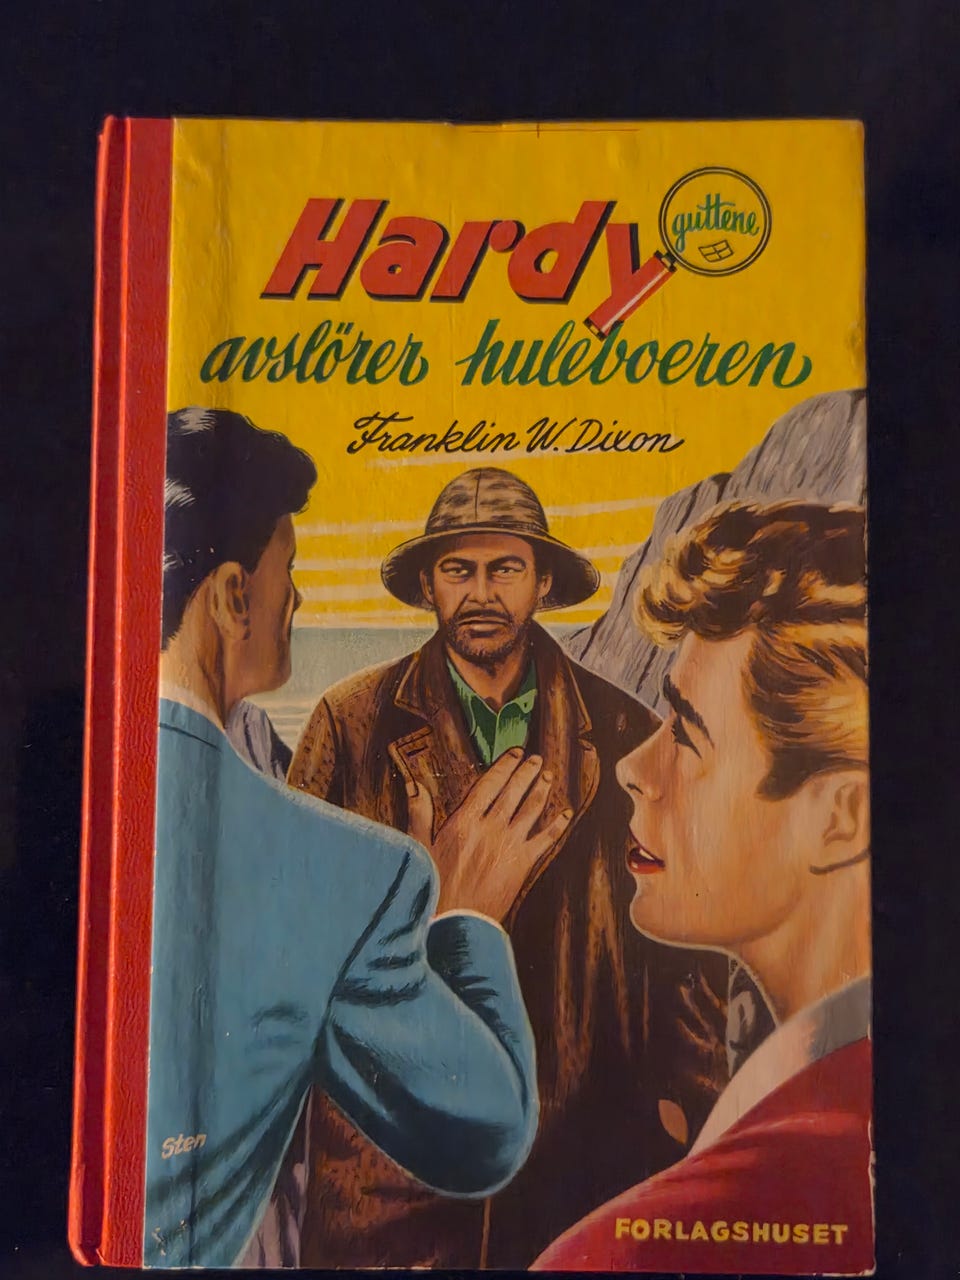 Hardy guttene
avslörer huleboeren
Franklin W. Dixon
Sten
FORLAGSHUSET